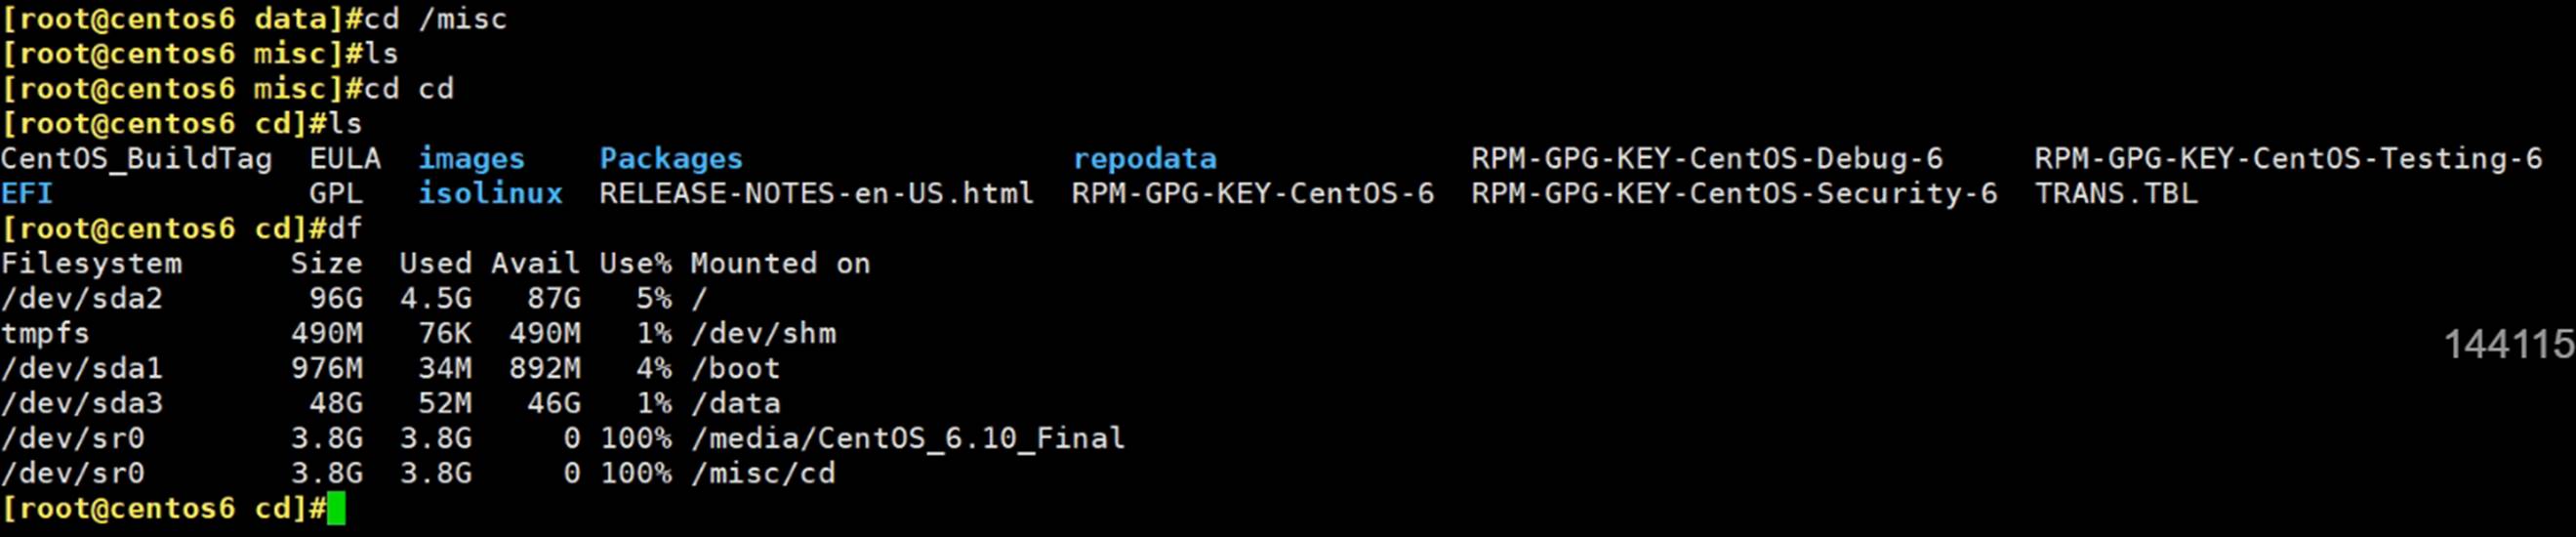 [root@centos6 data]#cd /misc
[root@centos6 misc]#ls
[root@centos6 misc]#cd cd
[root@centos6 cd]#ls
CentOS_BuildTag  EULA  images    Packages                  repodata              RPM-GPG-KEY-CentOS-Debug-6     RPM-GPG-KEY-CentOS-Testing-6
EFI              GPL   isolinux  RELEASE-NOTES-en-US.html  RPM-GPG-KEY-CentOS-6  RPM-GPG-KEY-CentOS-Security-6  TRANS.TBL
[root@centos6 cd]#df
Filesystem      Size  Used Avail Use% Mounted on
/dev/sda2        96G  4.5G   87G   5% /
tmpfs           490M   76K  490M   1% /dev/shm
144115
/dev/sda1       976M   34M  892M   4% /boot
/dev/sda3        48G   52M   46G   1% /data
/dev/sr0        3.8G  3.8G     0 100% /media/CentOS_6.10_Final
/dev/sr0        3.8G  3.8G     0 100% /misc/cd
[root@centos6 cd]#